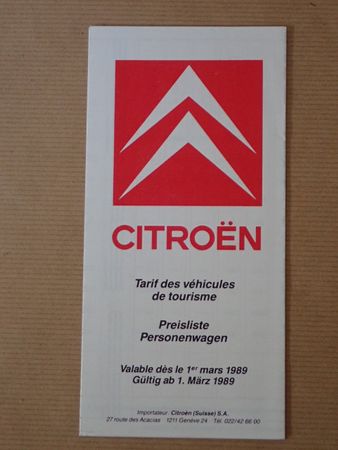 CITROËN
Tarif des véhicules
de tourisme
Preisliste
Personenwagen
Valable dès le 1er mars 1989
Gültig ab 1. März 1989
Importateur: Citroën (Suisse) S.A.
27 route des Acacias 1211 Genève 24 Tél. 022/42 66 00